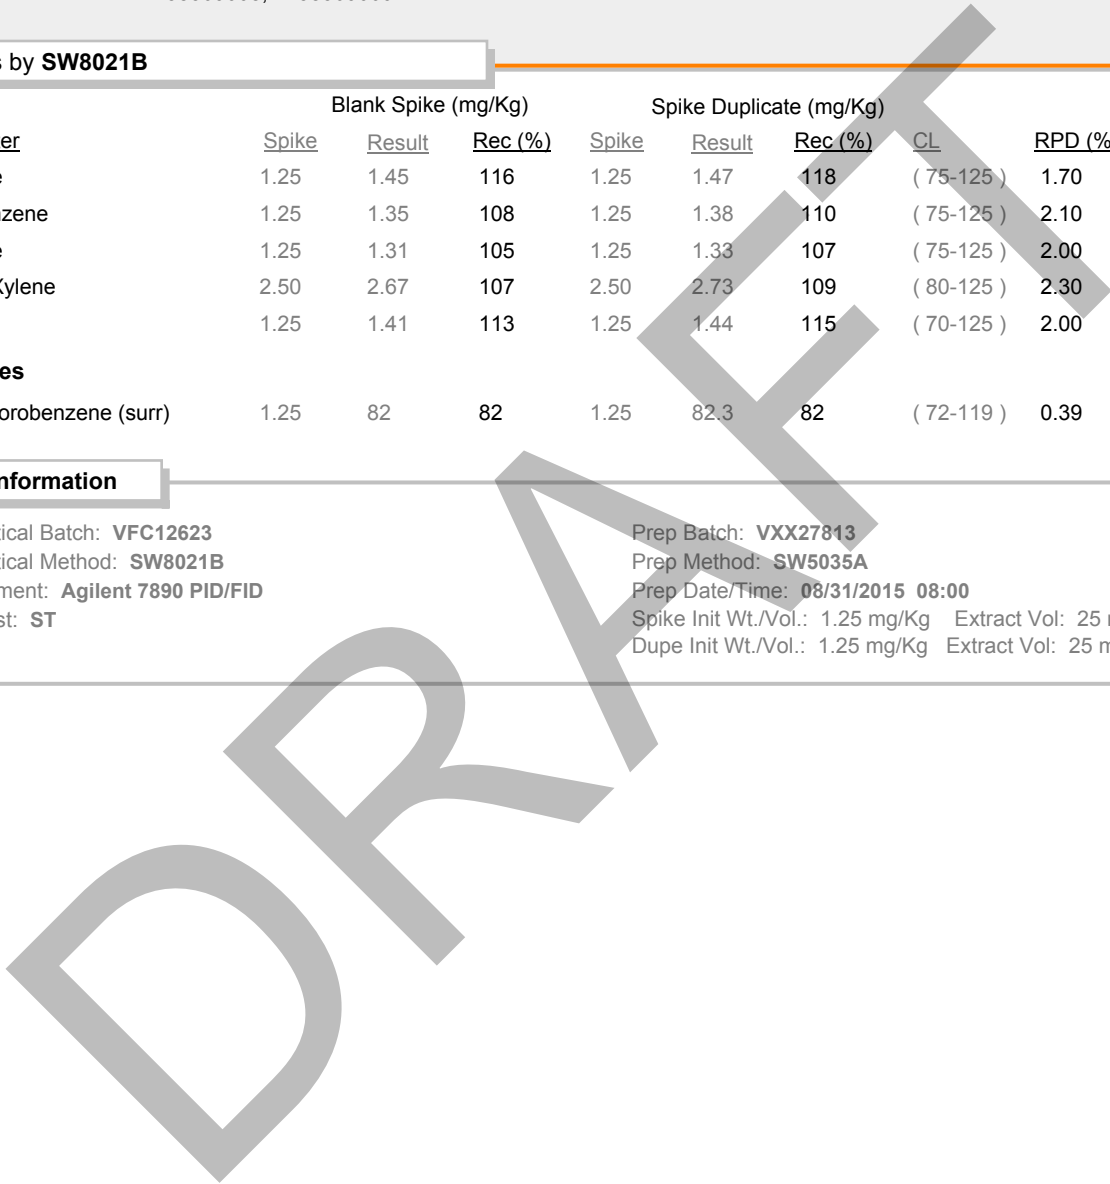 s by SW8021B
Blank Spike (mg/Kg) Spike Duplicate (mg/Kg)
er Spike Result Rec (%) Spike Result Rec (%) CL RPD (%
e 1.25 1.45 116 1.25 1.47 118 ( 75-125 ) 1.70
zene 1.25 1.35 108 1.25 1.38 110 ( 75-125 ) 2.10
e 1.25 1.31 105 1.25 1.33 107 ( 75-125 ) 2.00
Xylene 2.50 2.67 107 2.50 2.73 109 ( 80-125 ) 2.30
1.25 1.41 113 1.25 1.44 115 ( 70-125 ) 2.00
es
orobenzene (surr) 1.25 82 82 1.25 82.3 82 ( 72-119 ) 0.39
nformation
tical Batch: VFC12623
tical Method: SW8021B
ment: Agilent 7890 PID/FID
st: ST
Prep Batch: VXX27813
Prep Method: SW5035A
Prep Date/Time: 08/31/2015 08:00
Spike Init Wt./Vol.: 1.25 mg/Kg Extract Vol: 25
Dupe Init Wt./Vol.: 1.25 mg/Kg Extract Vol: 25 m
DRAFT